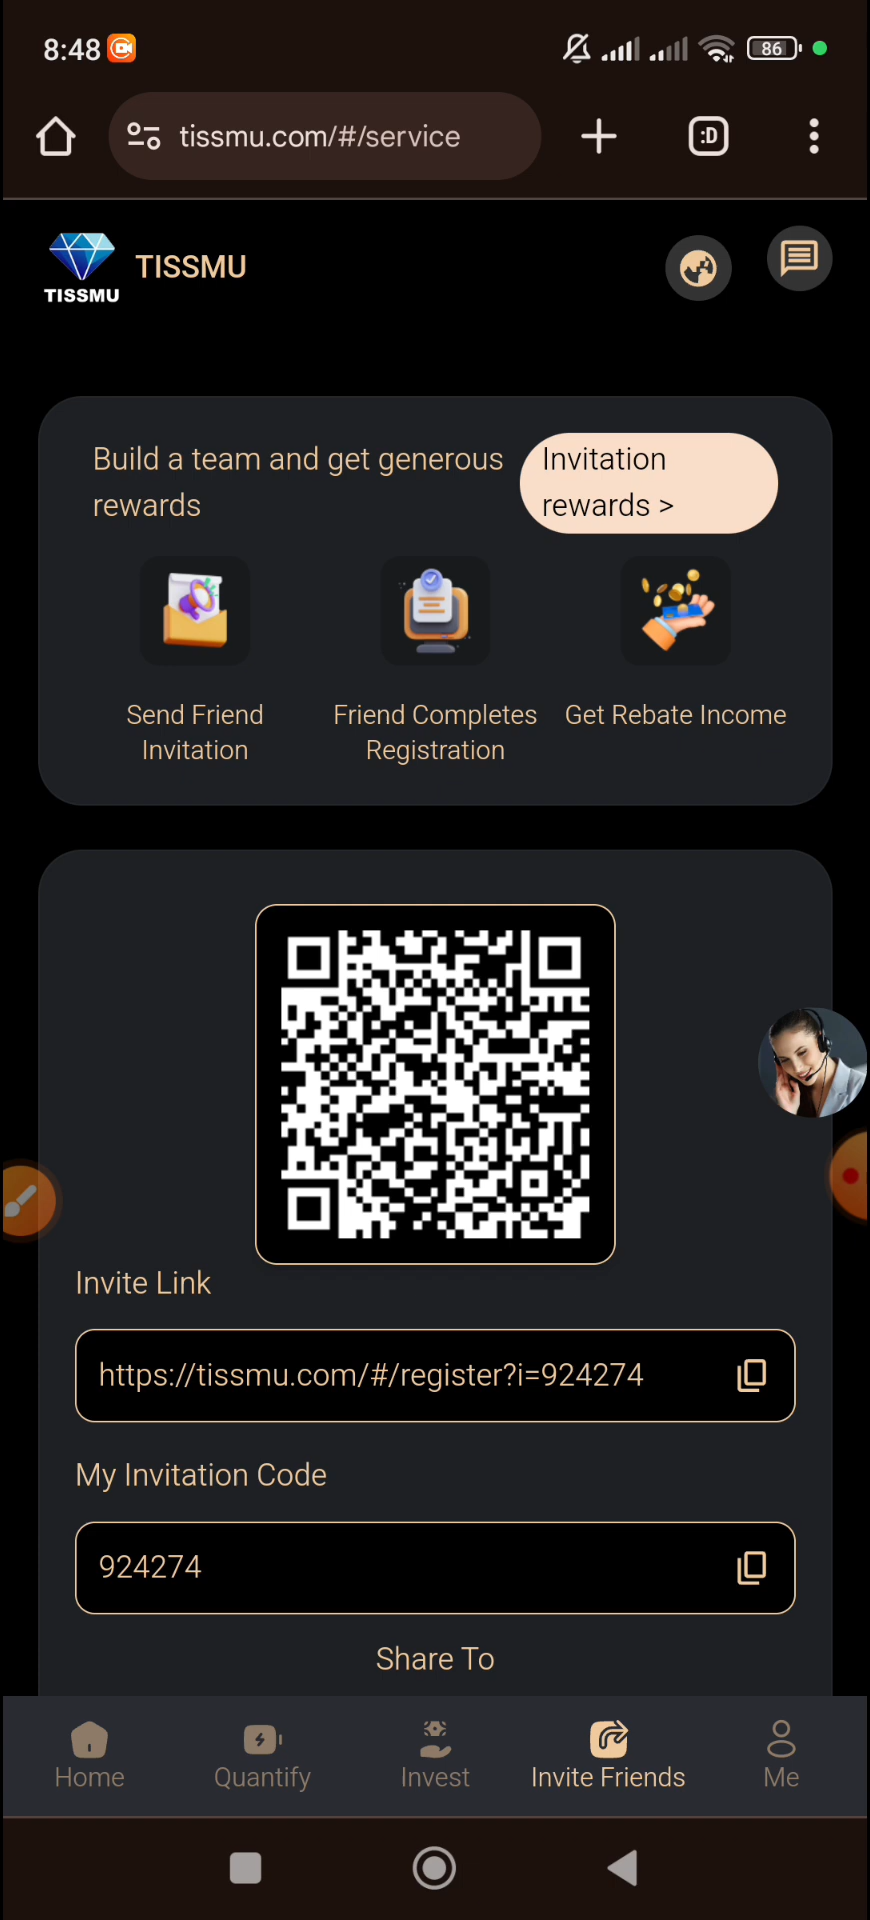 8:48
86
tissmu.com/#/service
:D
TISSMU
TISSMU
Build a team and get generous
rewards
Invitation
rewards >
Send Friend
Invitation
Friend Completes
Registration
Get Rebate Income
Invite Link
https://tissmu.com/#/register?i=924274
My Invitation Code
924274
Share To
Home
Quantify
Invest
Invite Friends
Me